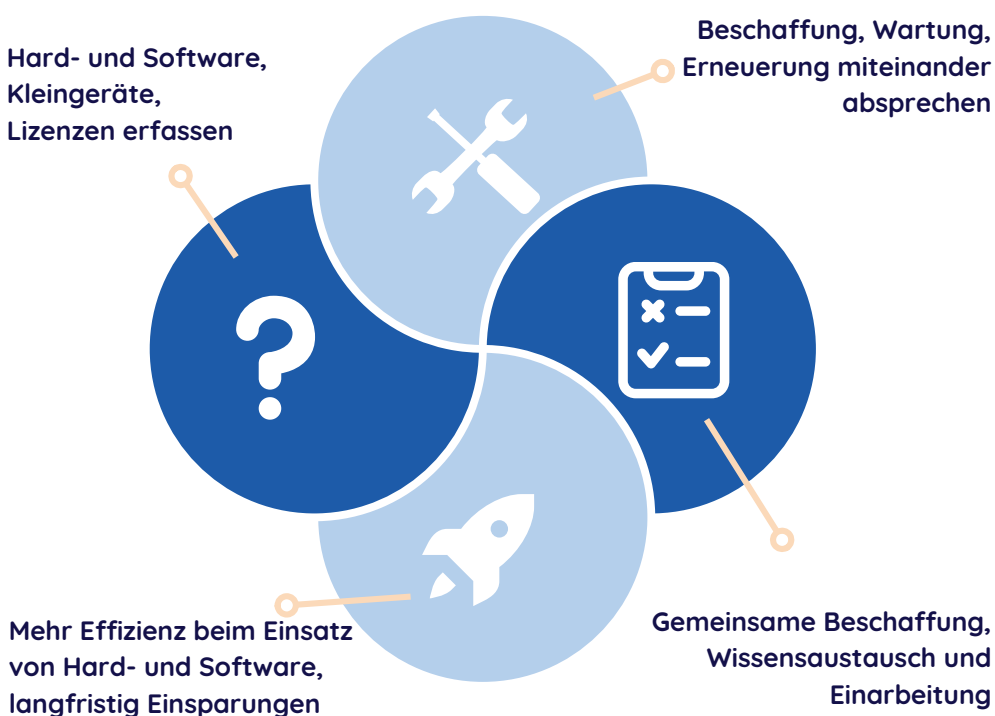 Hard- und Software,
Kleingeräte,
Lizenzen erfassen
Beschaffung, Wartung,
Erneuerung miteinander
absprechen
Mehr Effizienz beim Einsatz
von Hard- und Software,
langfristig Einsparungen
Gemeinsame Beschaffung,
Wissensaustausch und
Einarbeitung